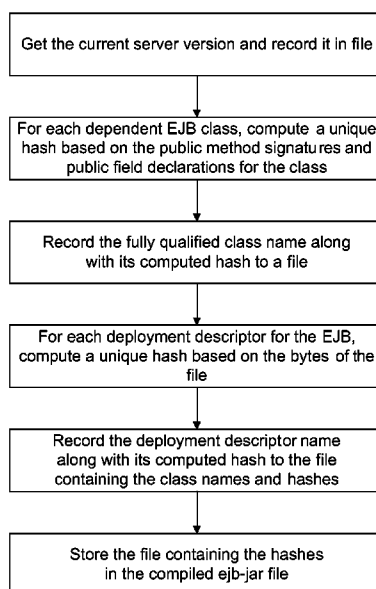 Get the current server version and record it in file
For each dependent EJB class, compute a unique
hash based on the public method signatures and
public field declarations for the class
Record the fully qualified class name along
with its computed hash to a file
For each deployment descriptor for the EJB,
compute a unique hash based on the bytes of the
file
Record the deployment descriptor name
along with its computed hash to the file
containing the class names and hashes
Store the file containing the hashes
in the compiled ejb-jar file